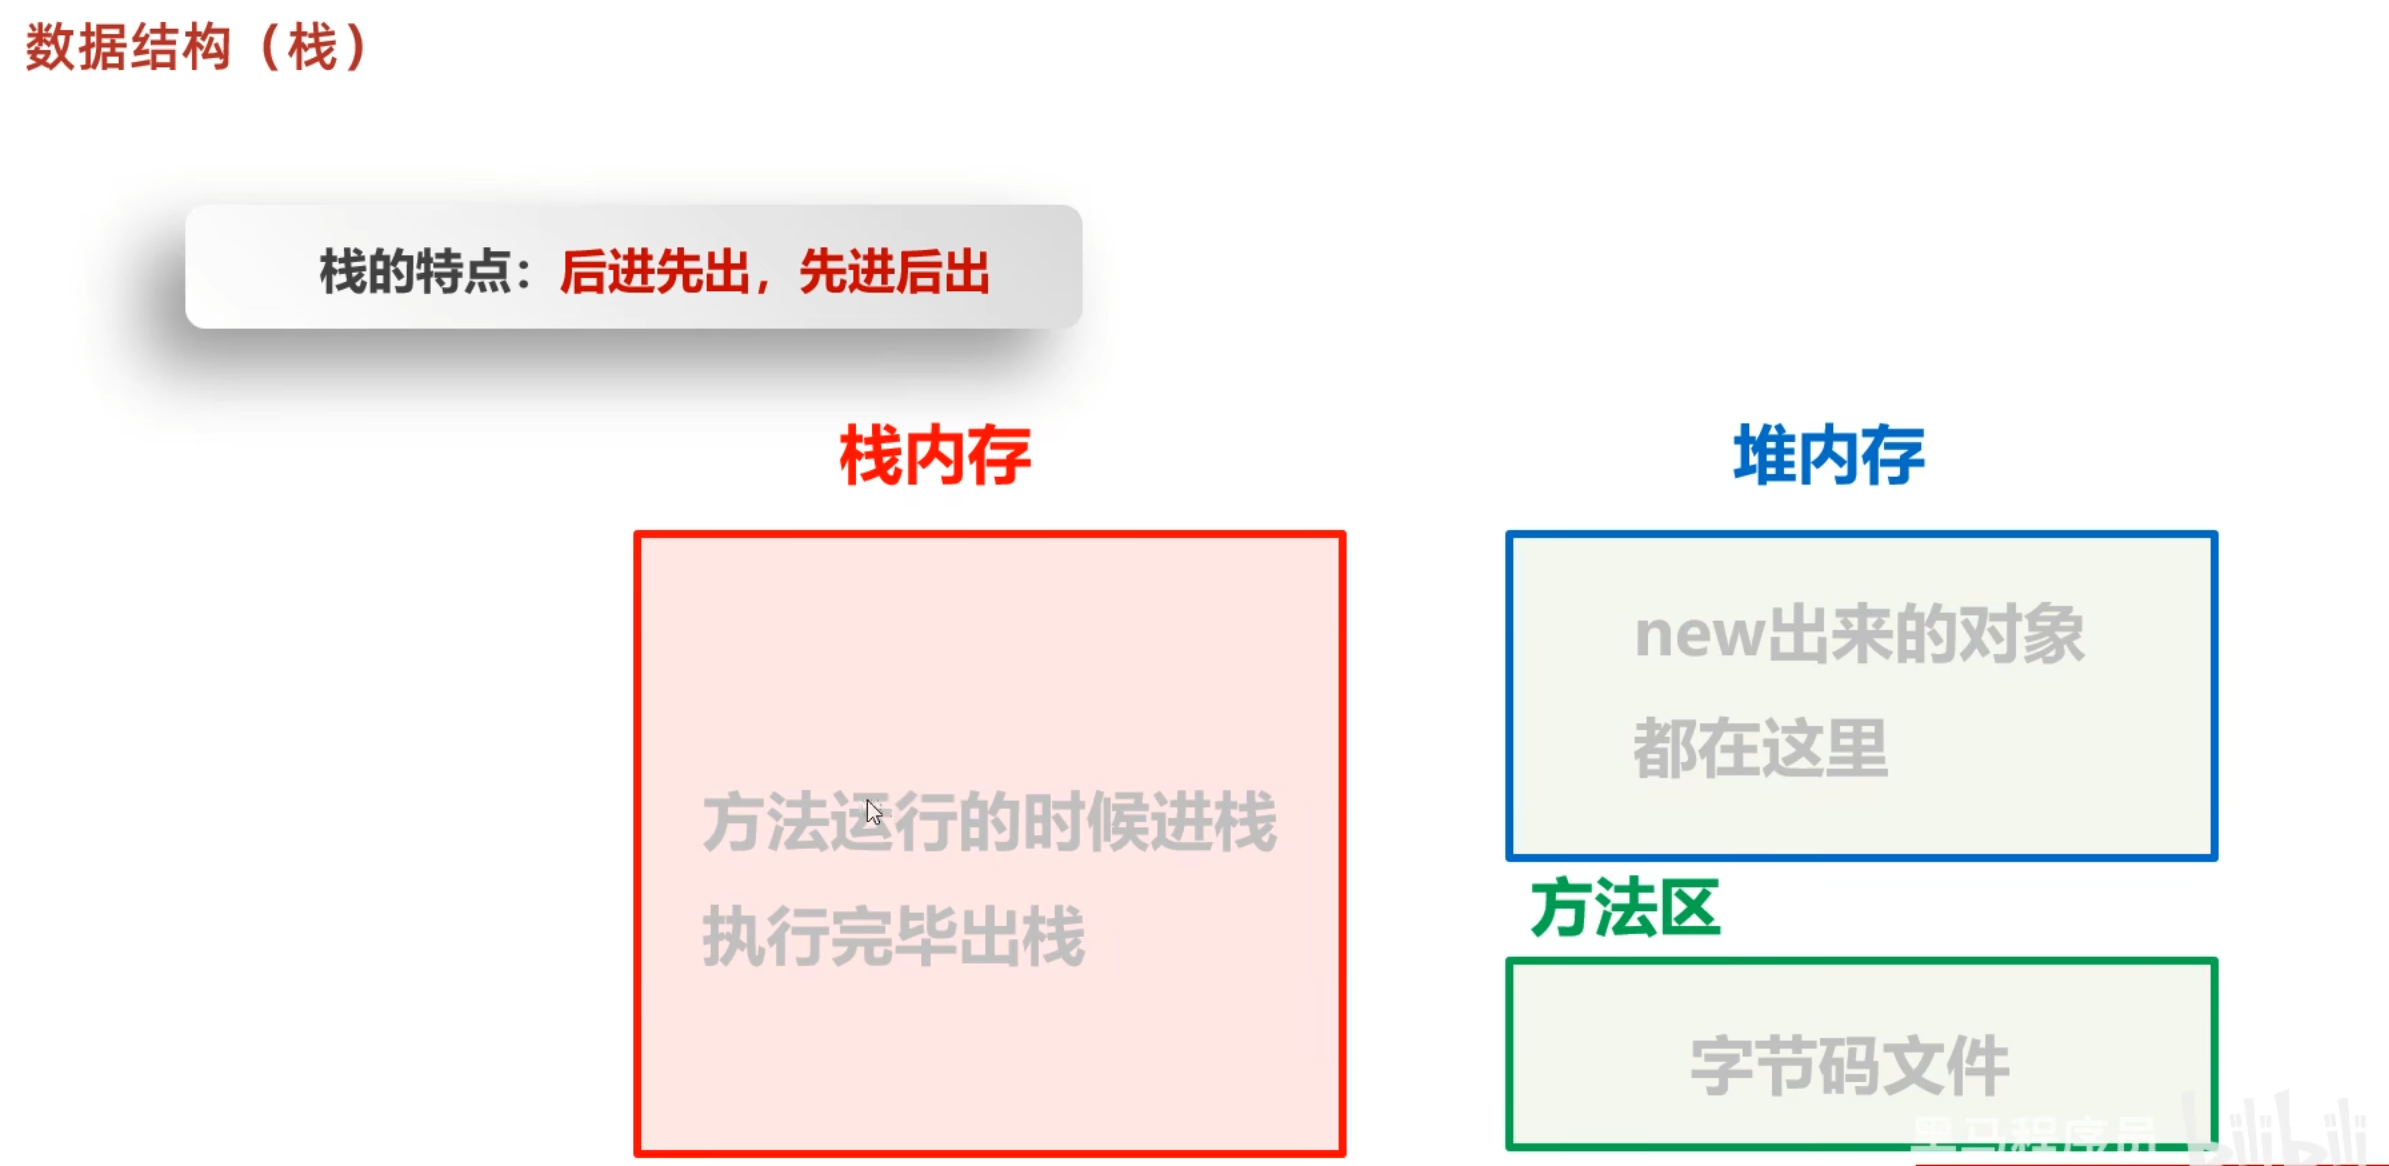 数据结构（栈）
栈的特点：后进先出，先进后出
栈内存
堆内存
方法运行的时候进栈
执行完毕出栈
new出来的对象
都在这里
方法区
字节码文件
黑马程序员 bilibili